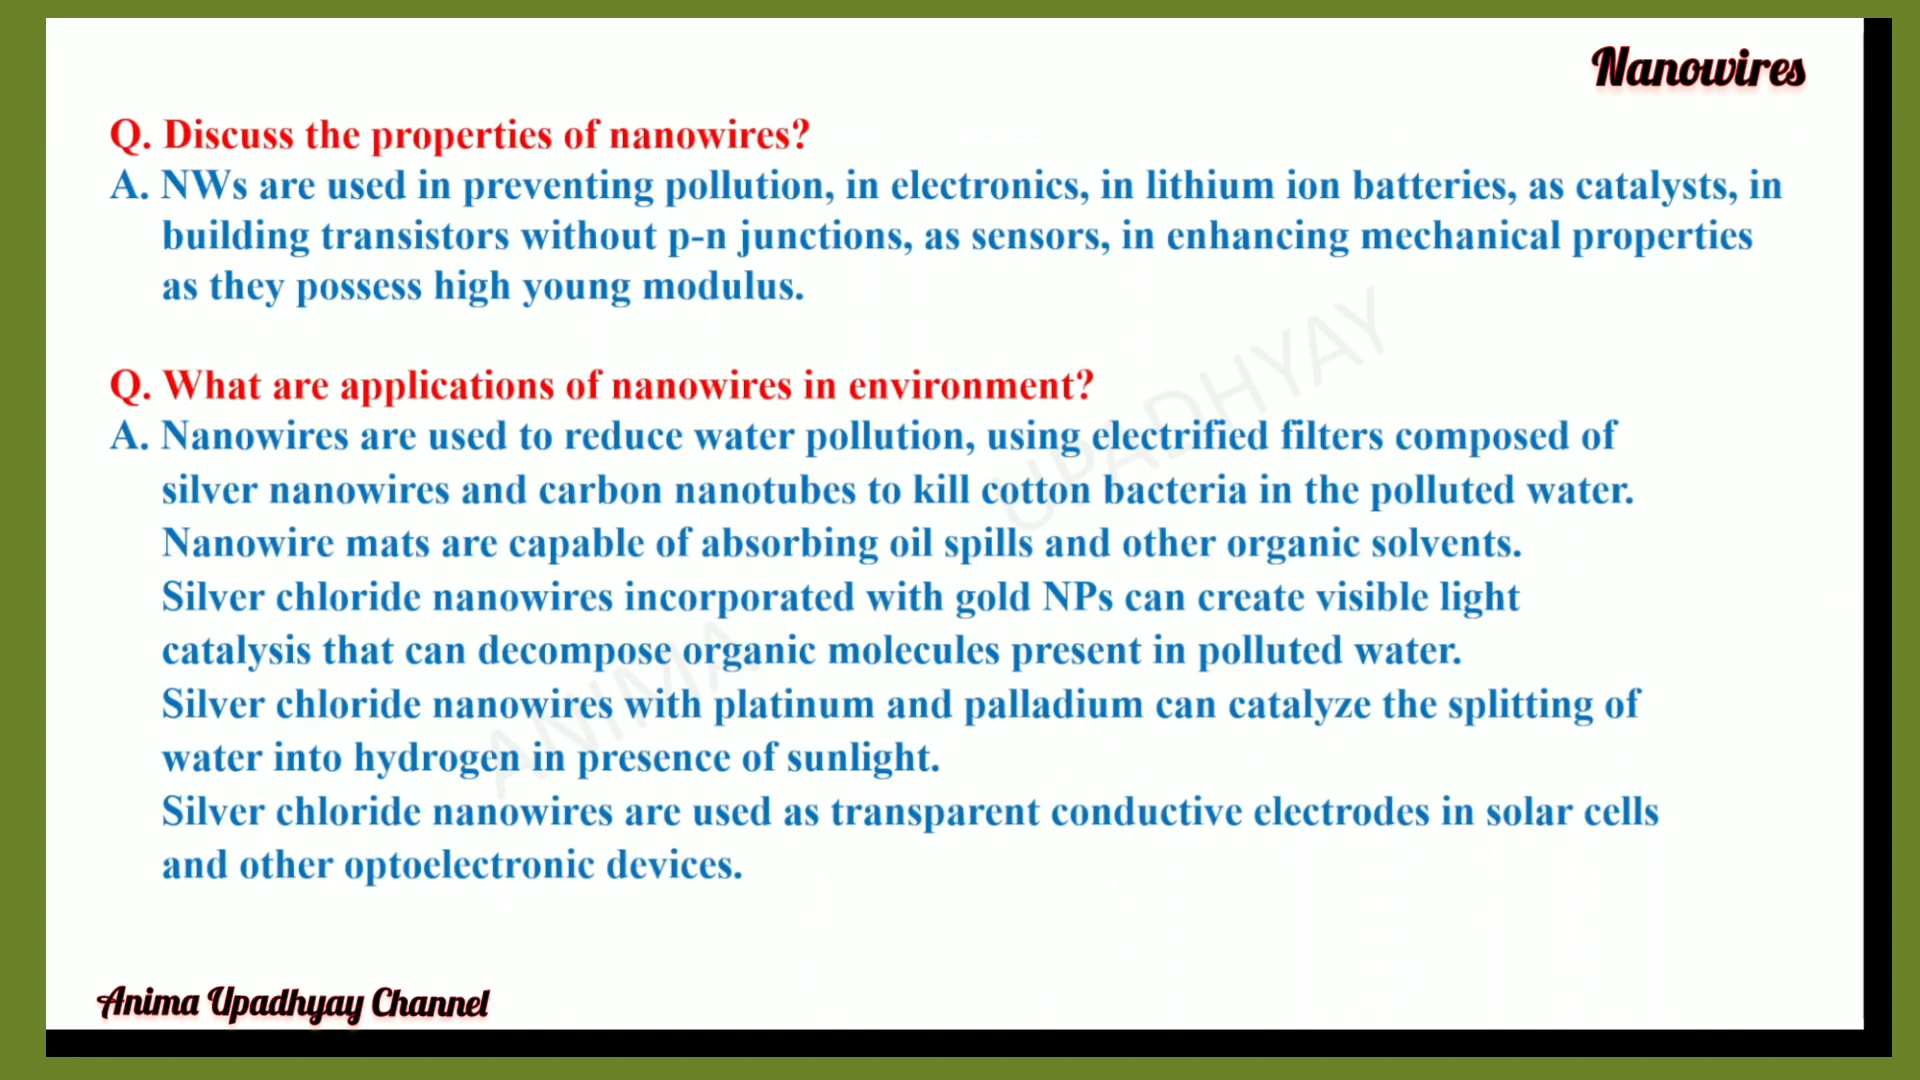 Nanowires
Q. Discuss the properties of nanowires?
A. NWs are used in preventing pollution, in electronics, in lithium ion batteries, as catalysts, in
building transistors without p-n junctions, as sensors, in enhancing mechanical properties
as they possess high young modulus.
Q. What are applications of nanowires in environment?
A. Nanowires are used to reduce water pollution, using electrified filters composed of
silver nanowires and carbon nanotubes to kill cotton bacteria in the polluted water.
Nanowire mats are capable of absorbing oil spills and other organic solvents.
Silver chloride nanowires incorporated with gold NPs can create visible light
catalysis that can decompose organic molecules present in polluted water.
Silver chloride nanowires with platinum and palladium can catalyze the splitting of
water into hydrogen in presence of sunlight.
Silver chloride nanowires are used as transparent conductive electrodes in solar cells
and other optoelectronic devices.
ANIMA UPADHYAY
Anima Upadhyay Channel